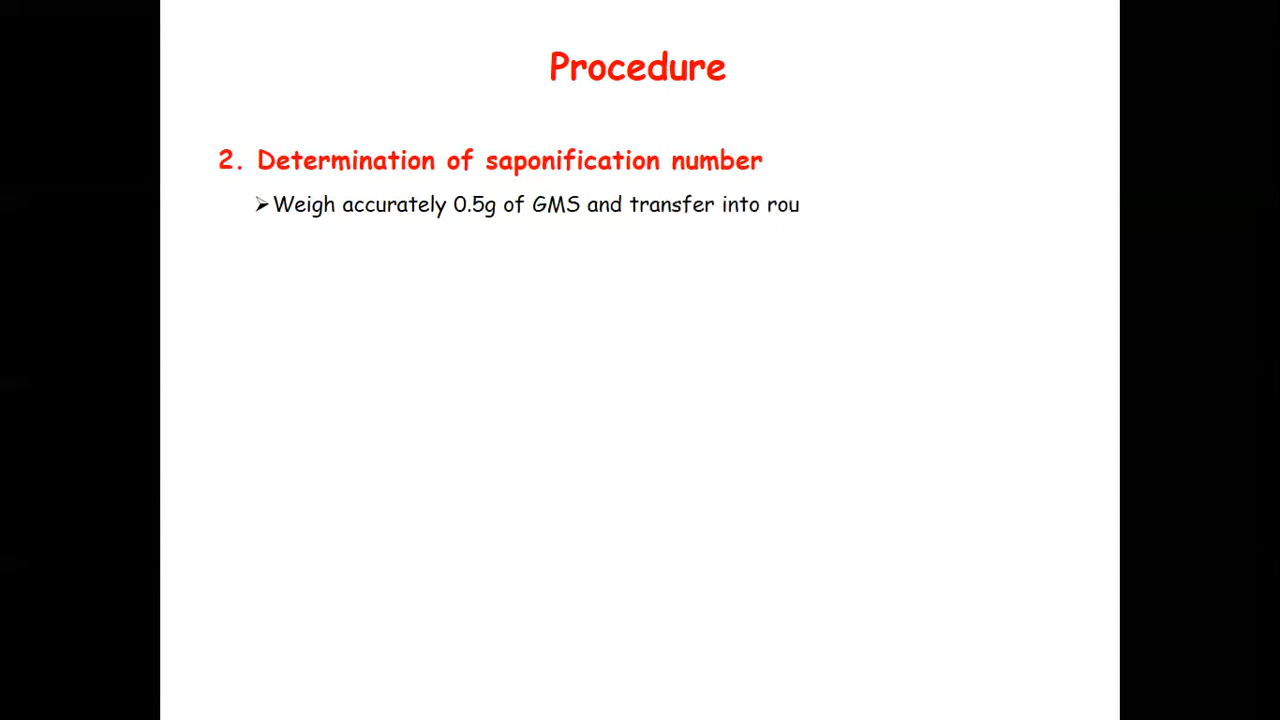 Procedure
2. Determination of saponification number
➢Weigh accurately 0.5g of GMS and transfer into rou